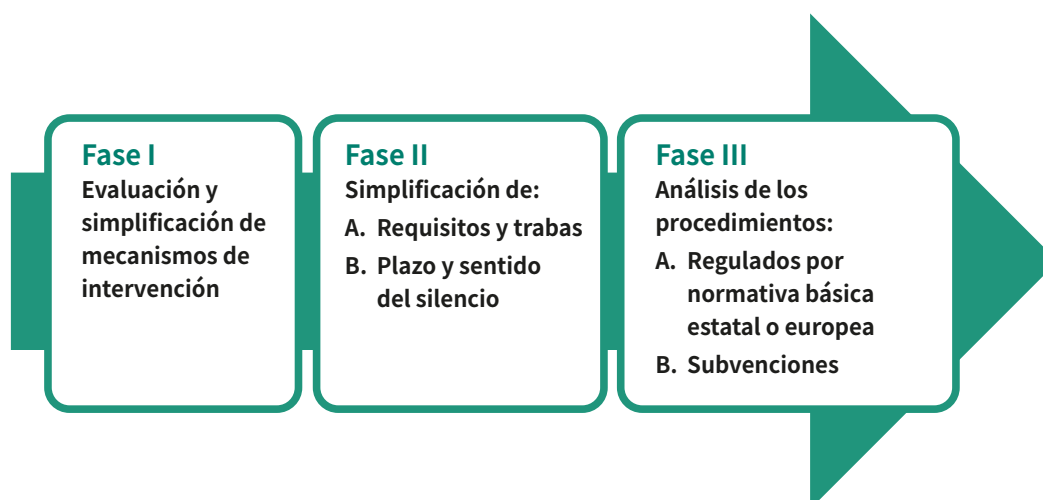 Fase I
Evaluación y
simplificación de
mecanismos de
intervención
Fase II
Simplificación de:
A. Requisitos y trabas
B. Plazo y sentido
del silencio
Fase III
Análisis de los
procedimientos:
A. Regulados por
normativa básica
estatal o europea
B. Subvenciones